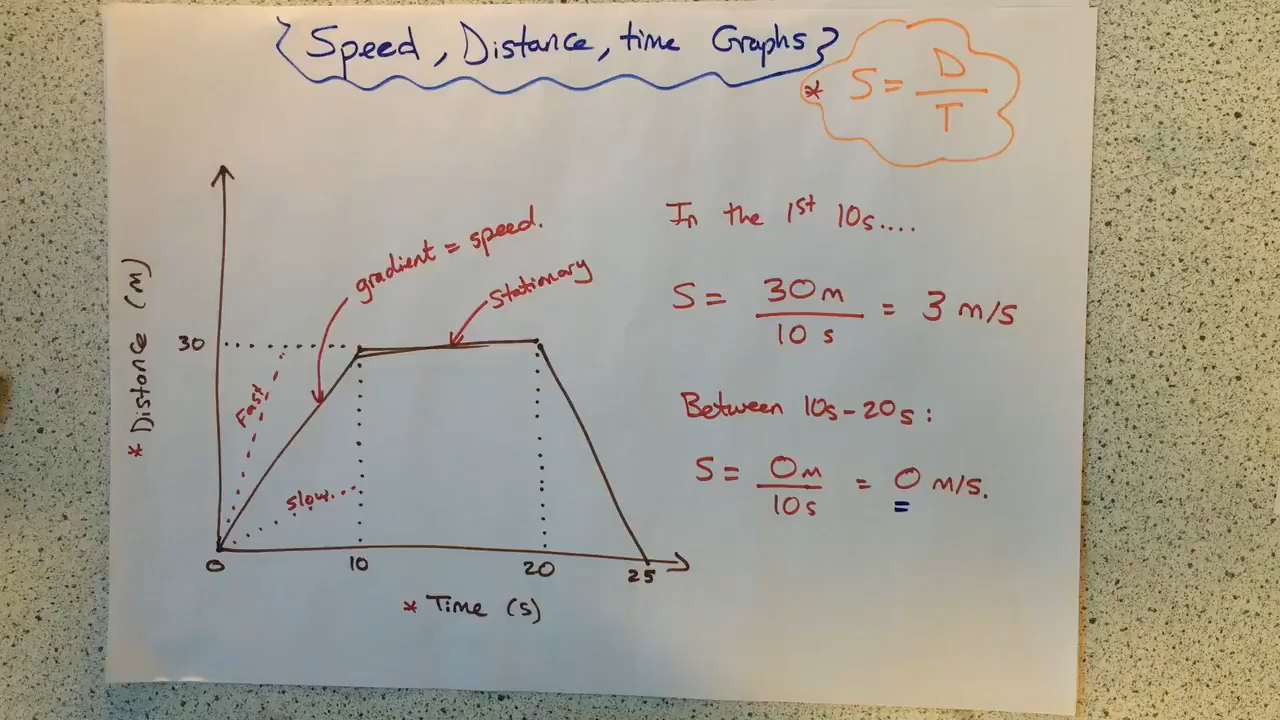 Speed, Distance, time Graphs
* S = D/T
In the 1st 10s....
gradient = speed.
Stationary
S = 30m/10s = 3 m/s
30
* Distance (m)
Fast
Between 10s-20s:
slow
S = 0m/10s = 0 m/s.
0
10
20
25
* Time (s)